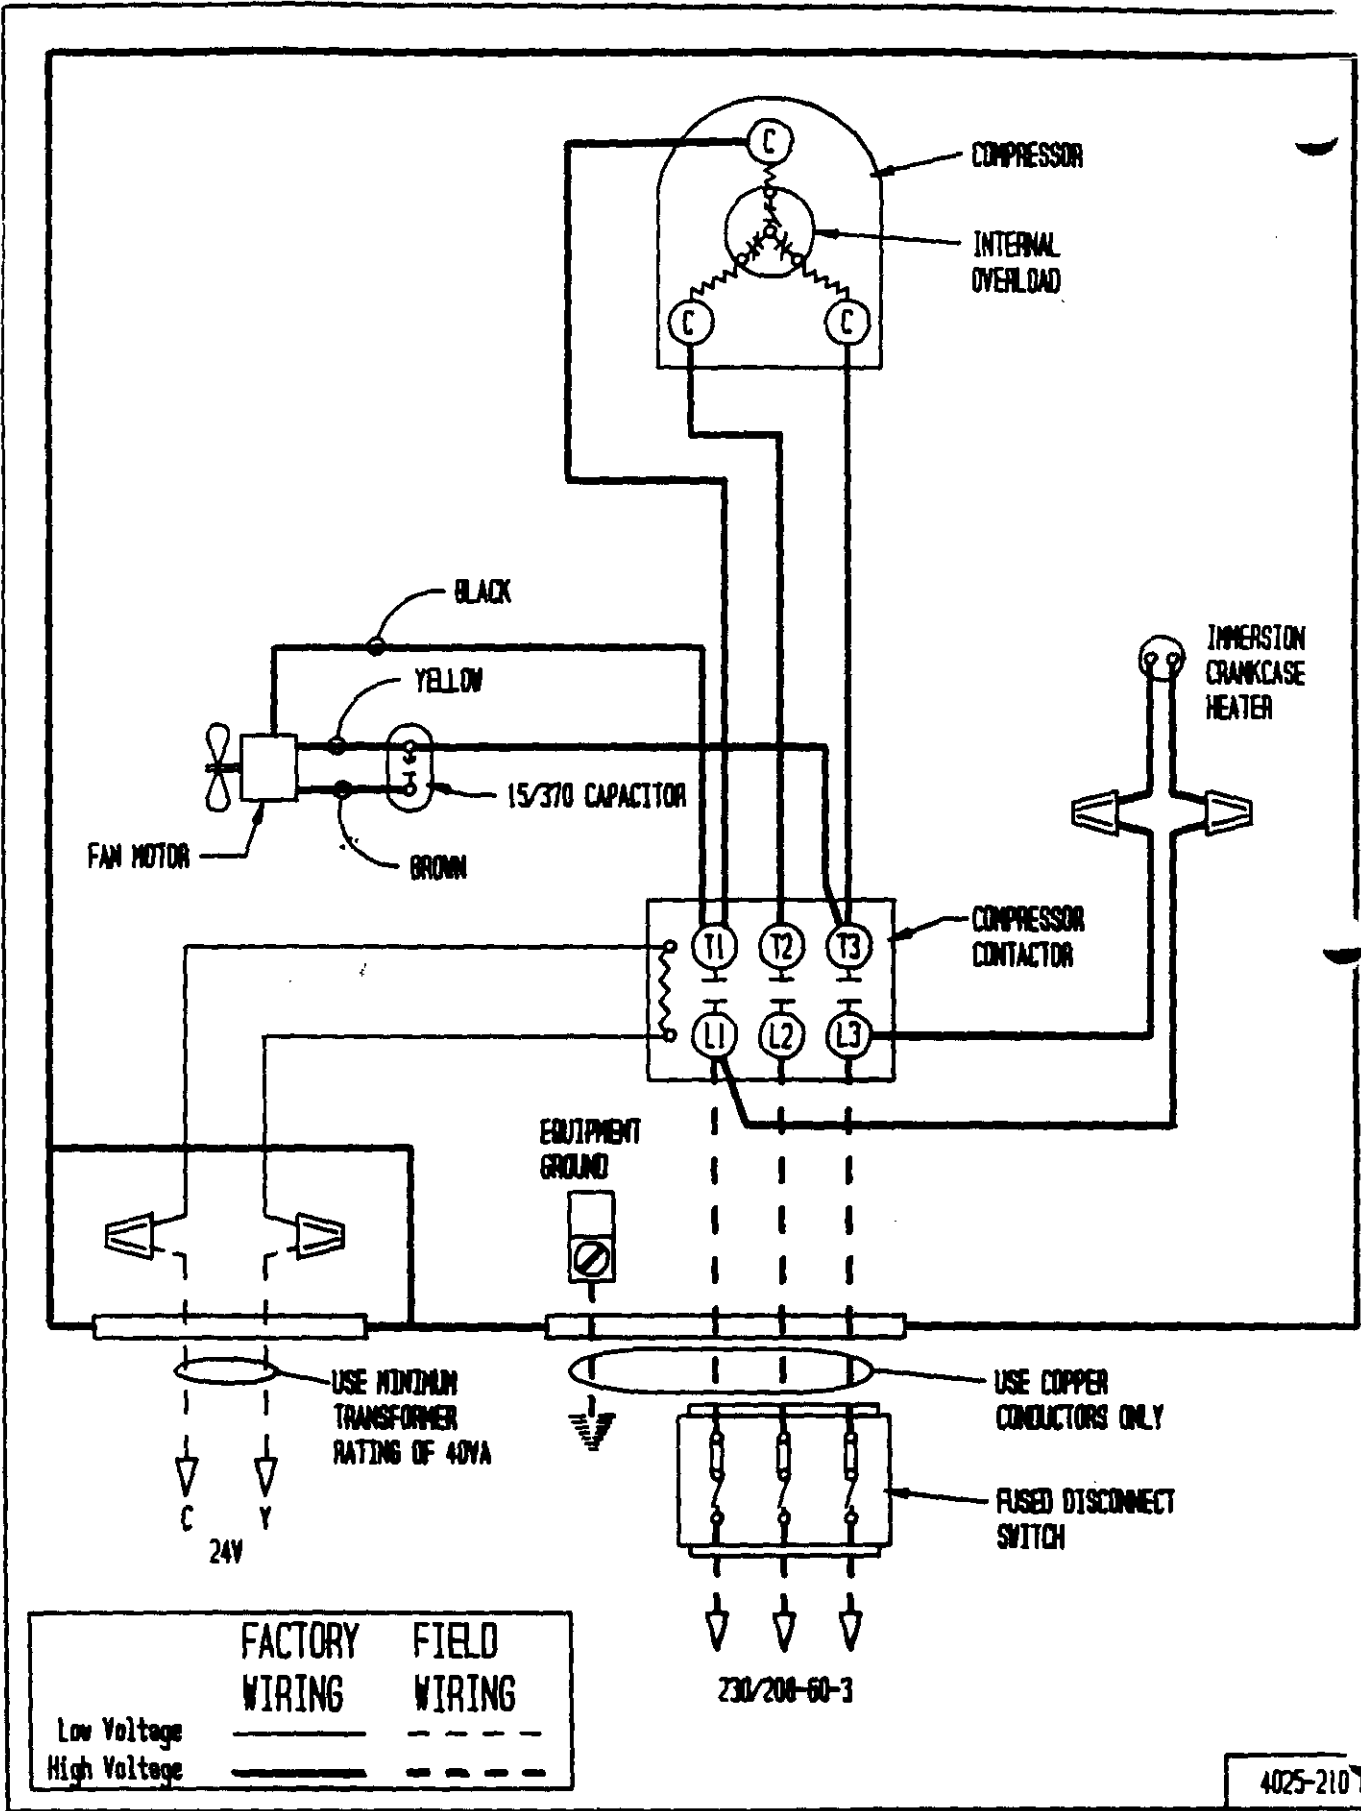 C
COMPRESSOR
INTERNAL
OVERLOAD
C
C
BLACK
YELLOW
IMMERSION
CRANKCASE
HEATER
15/370 CAPACITOR
FAN MOTOR
BROWN
COMPRESSOR
CONTACTOR
T1
T2
T3
L1
L2
L3
EQUIPMENT
GROUND
USE MINIMUM
TRANSFORMER
RATING OF 40VA
USE COPPER
CONDUCTORS ONLY
C
Y
24V
FUSED DISCONNECT
SWITCH
230/208-60-3
FACTORY
WIRING
FIELD
WIRING
Low Voltage
High Voltage
4025-210